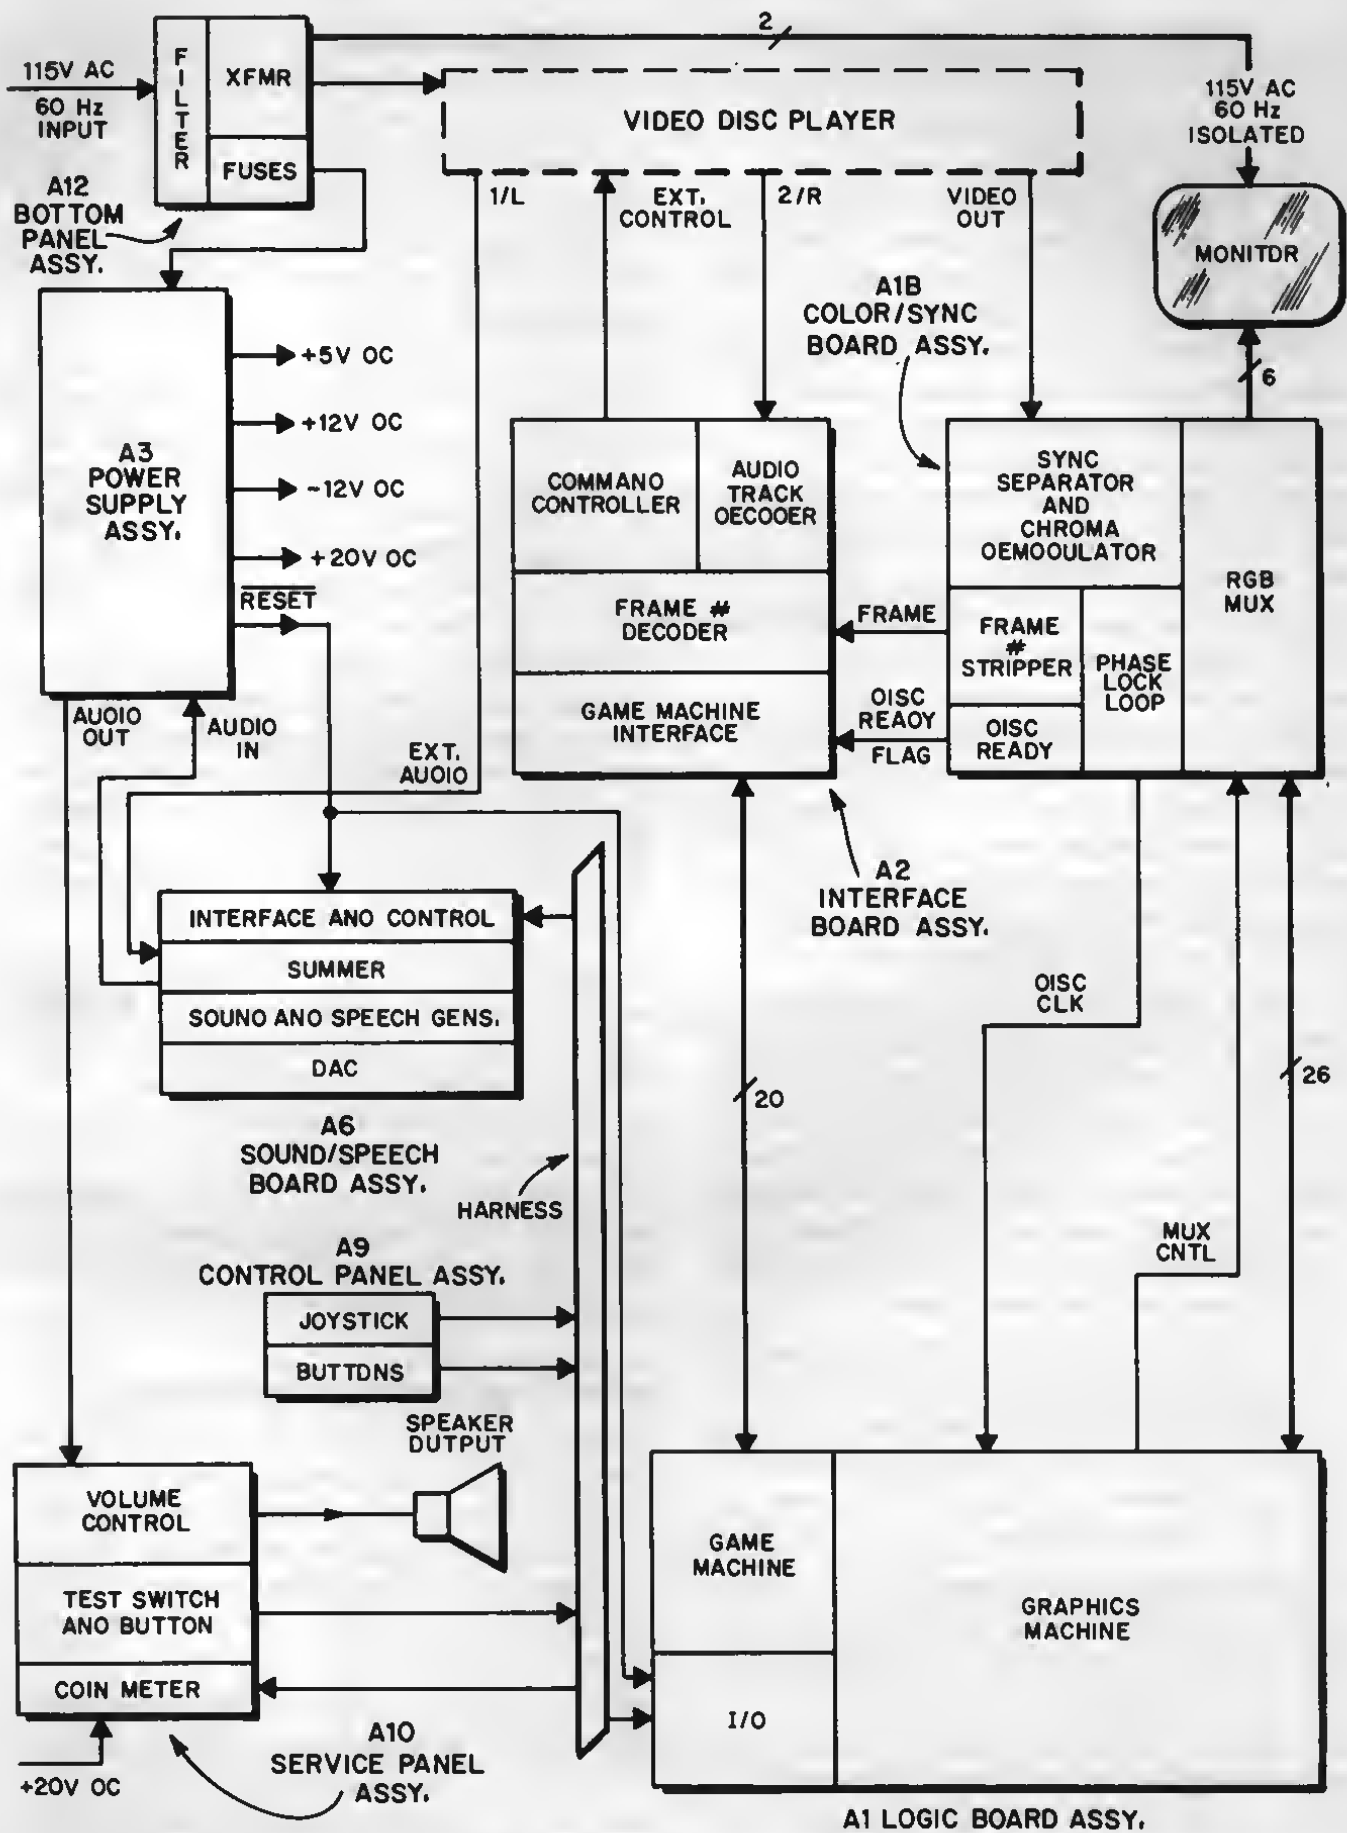 115V AC
60 Hz
INPUT
FILTER
XFMR
FUSES
A12
BOTTOM
PANEL
ASSY.
2
VIDEO DISC PLAYER
115V AC
60 Hz
ISOLATED
MONITDR
1/L
EXT.
CONTROL
2/R
VIDEO
OUT
A1B
COLOR/SYNC
BOARD ASSY.
6
A3
POWER
SUPPLY
ASSY.
+5V OC
+12V OC
-12V OC
+20V OC
RESET
AUOIO
OUT
AUDIO
IN
EXT.
AUDIO
COMMANO
CONTROLLER
AUDIO
TRACK
OECOOER
FRAME #
DECODER
GAME MACHINE
INTERFACE
FRAME
OISC
READY
FLAG
SYNC
SEPARATOR
AND
CHROMA
OEMOOULATOR
FRAME
#
STRIPPER
OISC
READY
PHASE
LOCK
LOOP
RGB
MUX
A2
INTERFACE
BOARD ASSY.
INTERFACE AND CONTROL
SUMMER
SOUNO AND SPEECH GENS.
DAC
A6
SOUND/SPEECH
BOARD ASSY.
HARNESS
OISC
CLK
20
26
MUX
CNTL
A9
CONTROL PANEL ASSY.
JOYSTICK
BUTTDNS
SPEAKER
DUTPUT
VOLUME
CONTROL
TEST SWITCH
AND BUTTON
COIN METER
+20V OC
A10
SERVICE PANEL
ASSY.
GAME
MACHINE
I/O
GRAPHICS
MACHINE
A1 LOGIC BOARD ASSY.